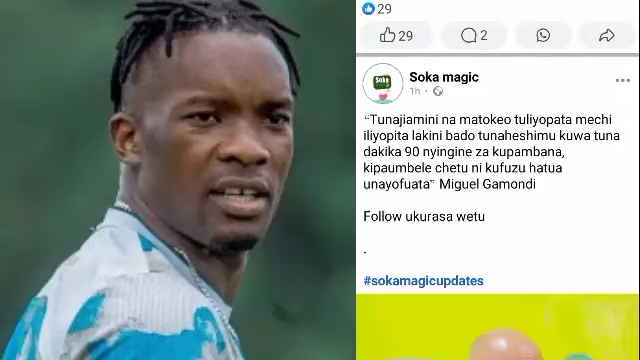 29
29 2
Soka magic
1h ·
“Tunajiamini na matokeo tuliyopata mechi
iliyopita lakini bado tunaheshimu kuwa tuna
dakika 90 nyingine za kupambana,
kipaumbele chetu ni kufuzu hatua
unayofuata” Miguel Gamondi
Follow ukurasa wetu
.
#sokamagicupdates